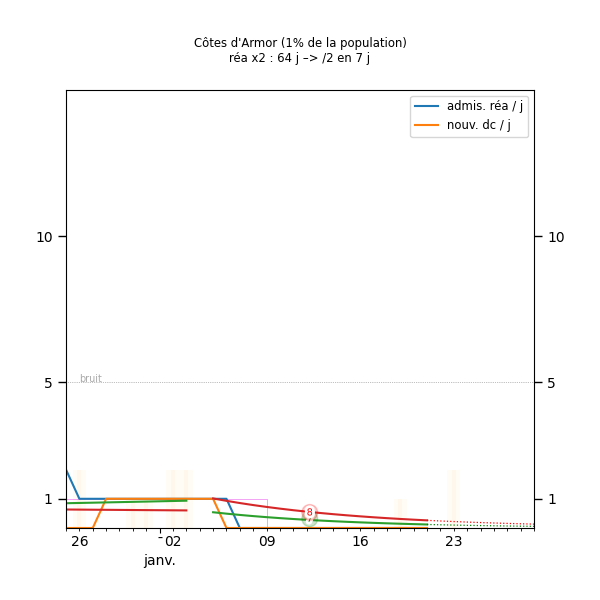 Côtes d'Armor (1% de la population)
réa x2 : 64 j –> /2 en 7 j
admis. réa / j
nouv. dc / j
10
10
bruit
5
5
8
1
1
26
02
09
16
23
janv.